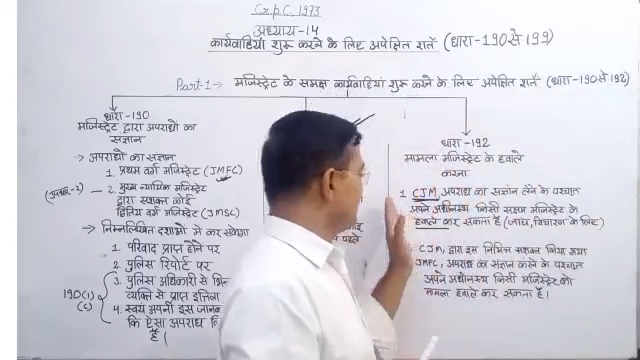 Cr.P.C. 1973
अध्याय-14
कार्यवाहियां शुरू करने के लिए अपेक्षित शर्तें (धारा-190 से 199)
Part-1 → मजिस्ट्रेट के समक्ष कार्यवाहियां शुरू करने के लिए अपेक्षित शर्तें (धारा-190 से 192)
धारा-190
मजिस्ट्रेट द्वारा अपराधों का
संज्ञान
→ अपराधों का संज्ञान
1. प्रथम वर्ग मजिस्ट्रेट (JMFC)
(उपधारा-2) — 2. मुख्य न्यायिक मजिस्ट्रेट
द्वारा सशक्त कोई
द्वितीय वर्ग मजिस्ट्रेट (JMSC)
→ निम्नलिखित दशाओं में कर सकेगा
1. परिवाद प्राप्त होने पर
2. पुलिस रिपोर्ट पर
190(1)(c)
3. पुलिस अधिकारी से
व्यक्ति से प्राप्त इत्तिला
4. स्वयं अपनी इस
कि ऐसा अपराध
है।
पहले
धारा-192
मामला मजिस्ट्रेट के हवाले
करना
1. CJM, अपराध का संज्ञान लेने के पश्चात
अपने अधीनस्थ किसी सक्षम मजिस्ट्रेट के
हवाले कर सकता है (जांच, विचारण के लिए)
CJM, द्वारा इस निमित्त सशक्त किया गया
JMFC, अपराध का संज्ञान करने के पश्चात
अपने अधीनस्थ किसी मजिस्ट्रेट को
मामला हवाले कर सकता है।